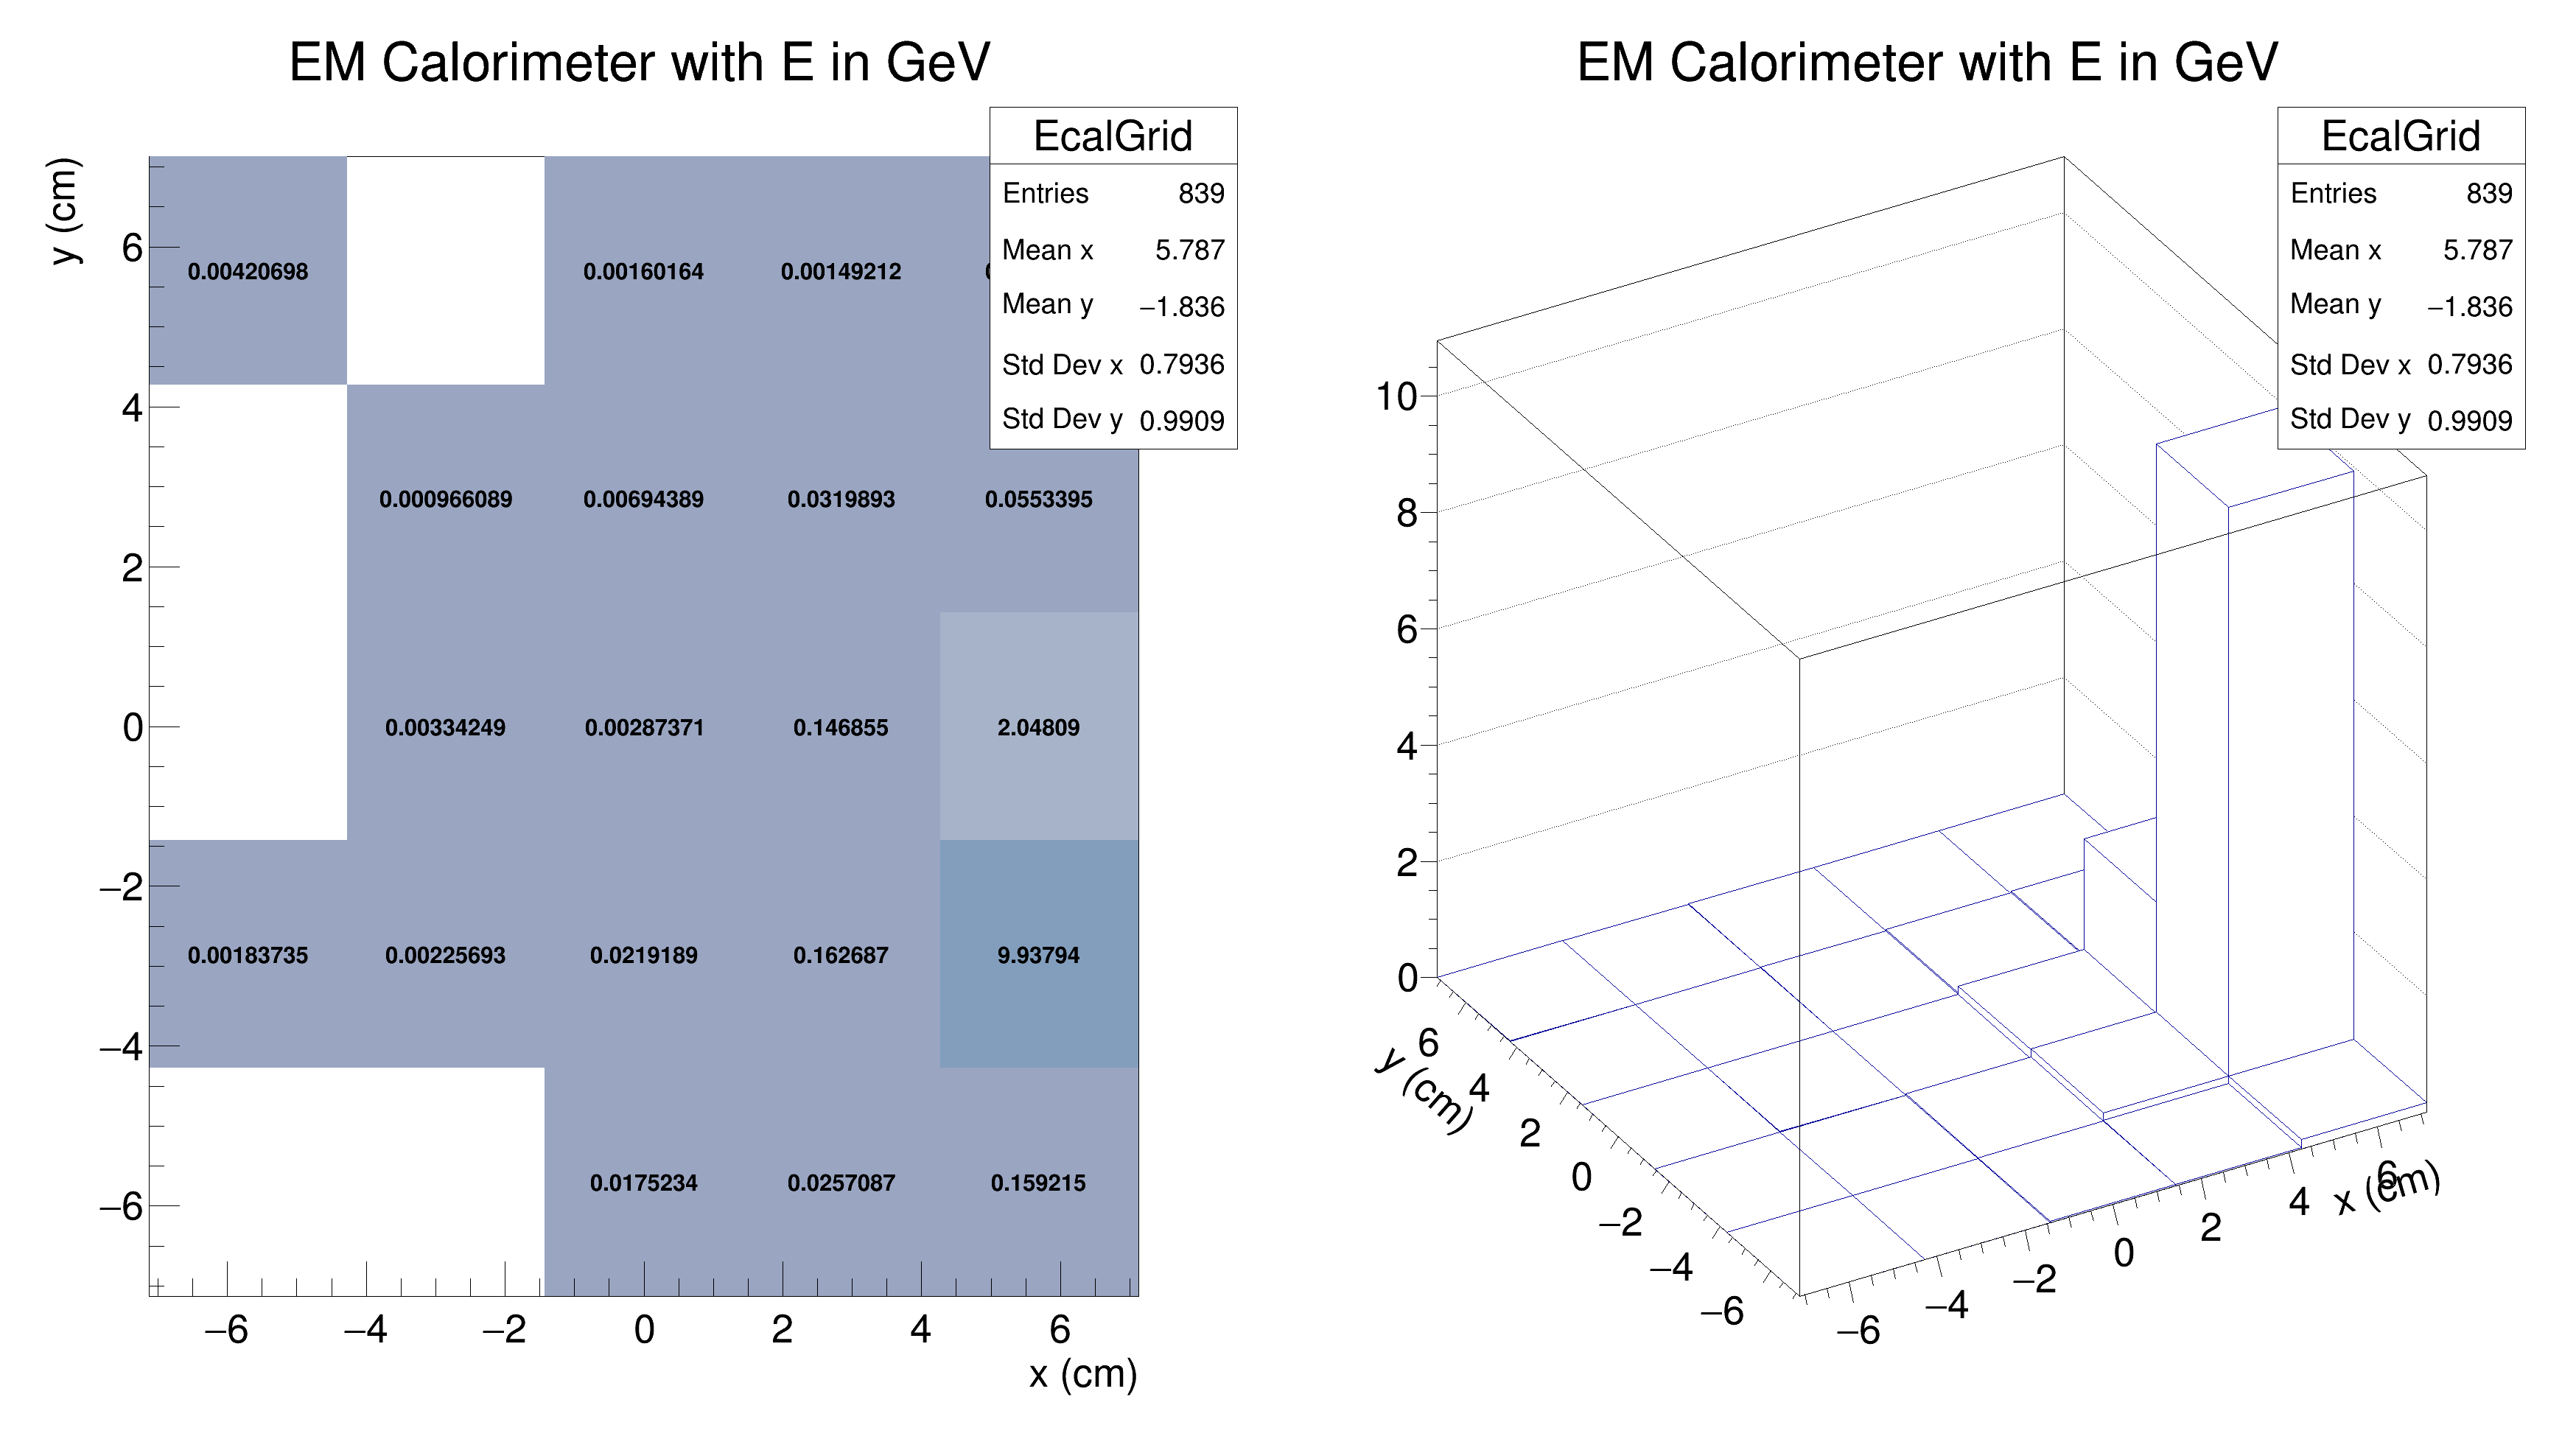 EM Calorimeter with E in GeV
EcalGrid
Entries 839
Mean x 5.787
Mean y −1.836
Std Dev x 0.7936
Std Dev y 0.9909
y (cm)
6
4
2
0
−2
−4
−6
0.00420698 0.00160164 0.00149212
0.000966089 0.00694389 0.0319893 0.0553395
0.00334249 0.00287371 0.146855 2.04809
0.00183735 0.00225693 0.0219189 0.162687 9.93794
0.0175234 0.0257087 0.159215
−6 −4 −2 0 2 4 6
x (cm)
EM Calorimeter with E in GeV
EcalGrid
Entries 839
Mean x 5.787
Mean y −1.836
Std Dev x 0.7936
Std Dev y 0.9909
10
8
6
4
2
0
6
4
2
0
−2
−4
−6
y (cm)
−6
−4
−2
0
2
4
6
x (cm)